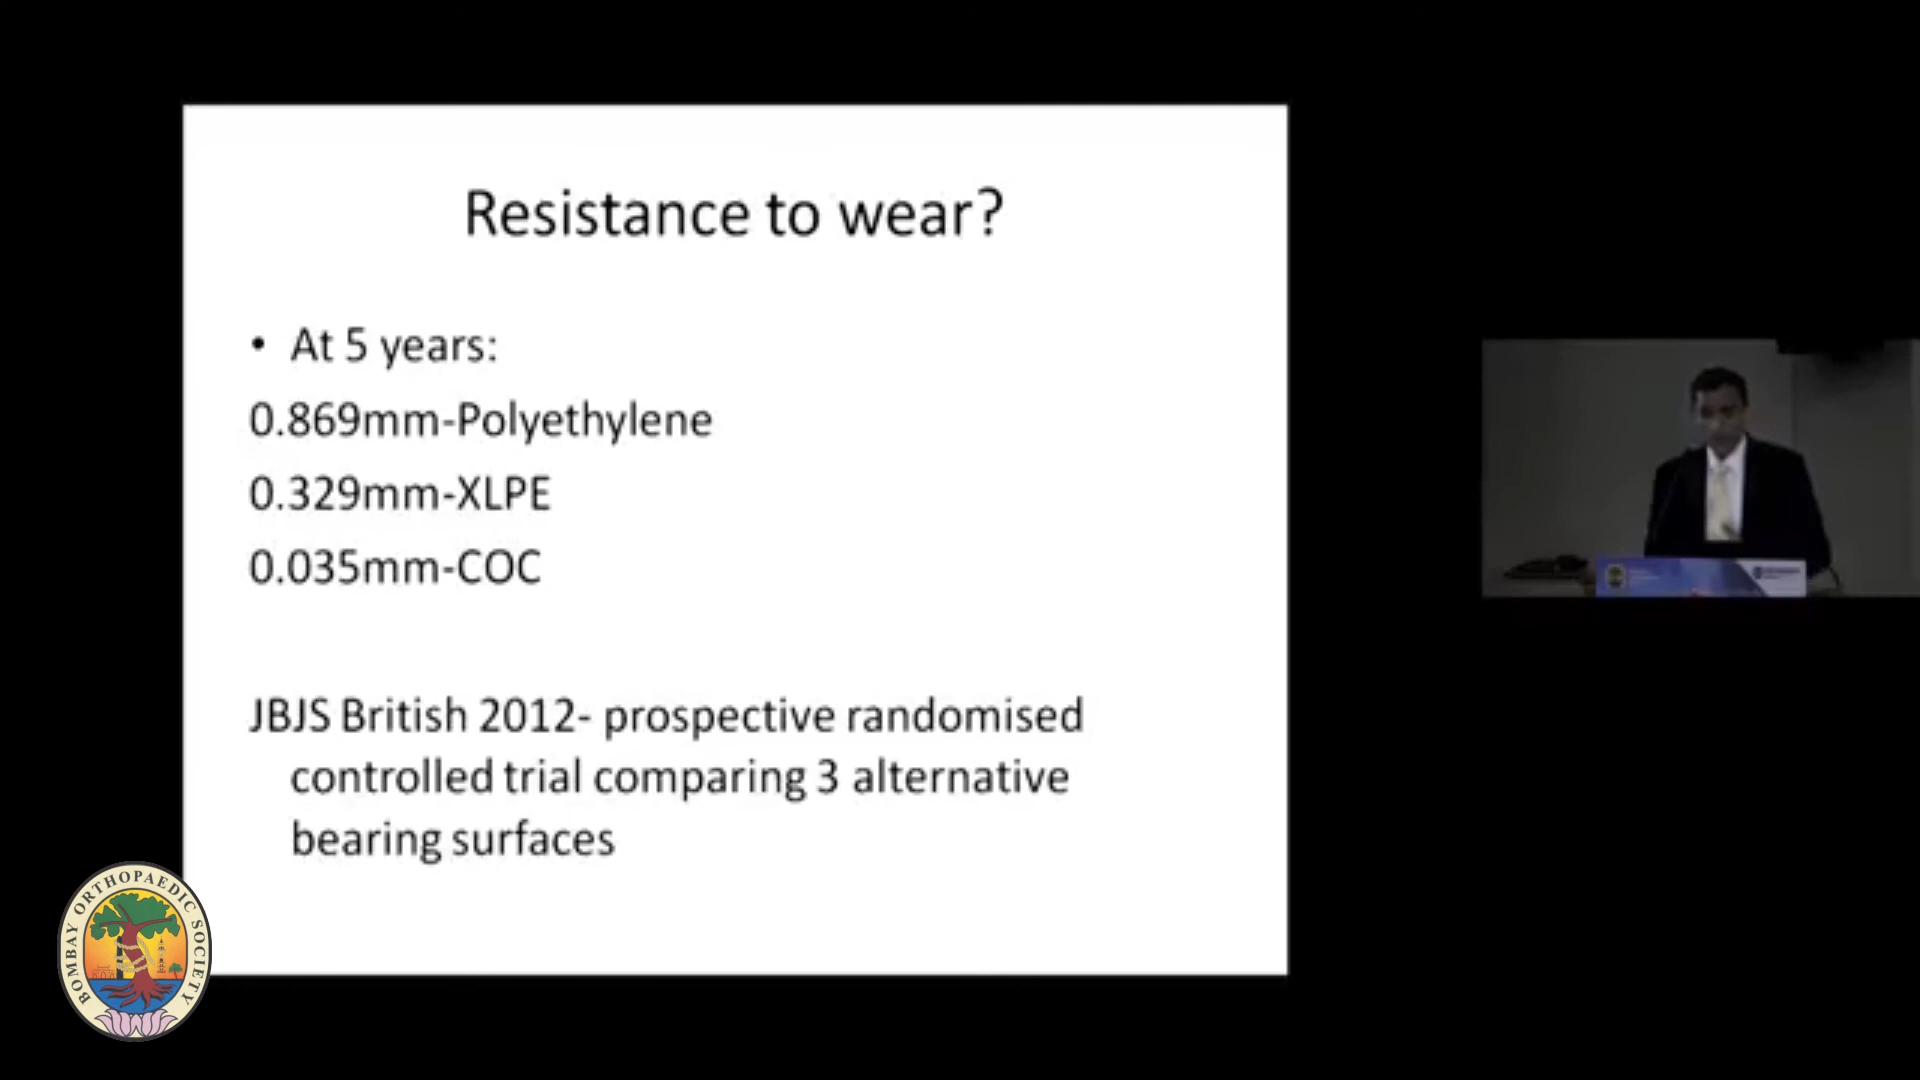 Resistance to wear?
• At 5 years:
0.869mm-Polyethylene
0.329mm-XLPE
0.035mm-COC
JBJS British 2012- prospective randomised
controlled trial comparing 3 alternative
bearing surfaces
BOMBAY ORTHOPAEDIC SOCIETY